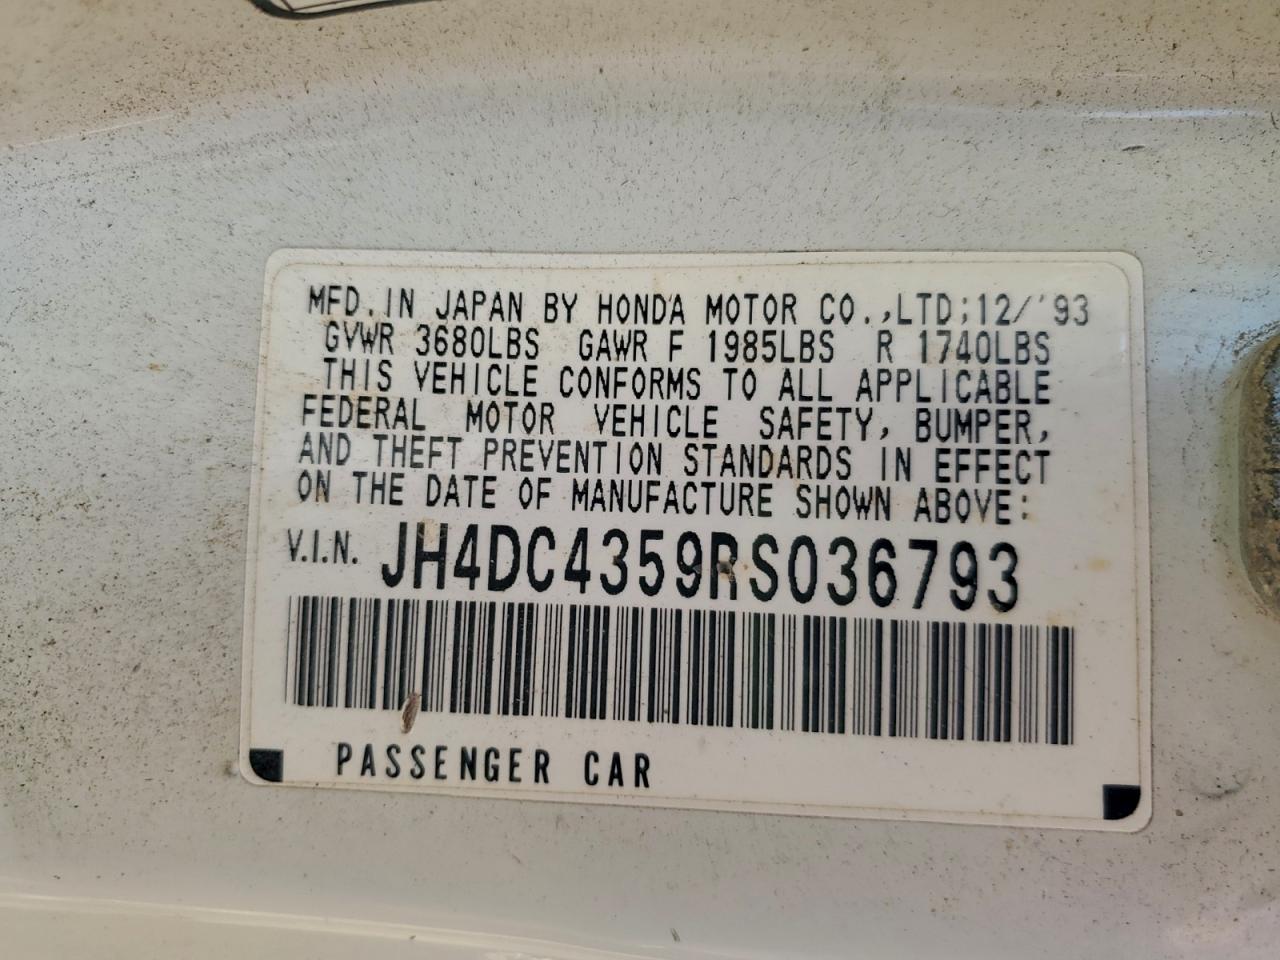 MFD. IN JAPAN BY HONDA MOTOR CO.,LTD;12/'93
GVWR 3680LBS GAWR F 1985LBS R 1740LBS
THIS VEHICLE CONFORMS TO ALL APPLICABLE
FEDERAL MOTOR VEHICLE SAFETY, BUMPER,
AND THEFT PREVENTION STANDARDS IN EFFECT
ON THE DATE OF MANUFACTURE SHOWN ABOVE:
V.I.N. JH4DC4359RS036793
PASSENGER CAR